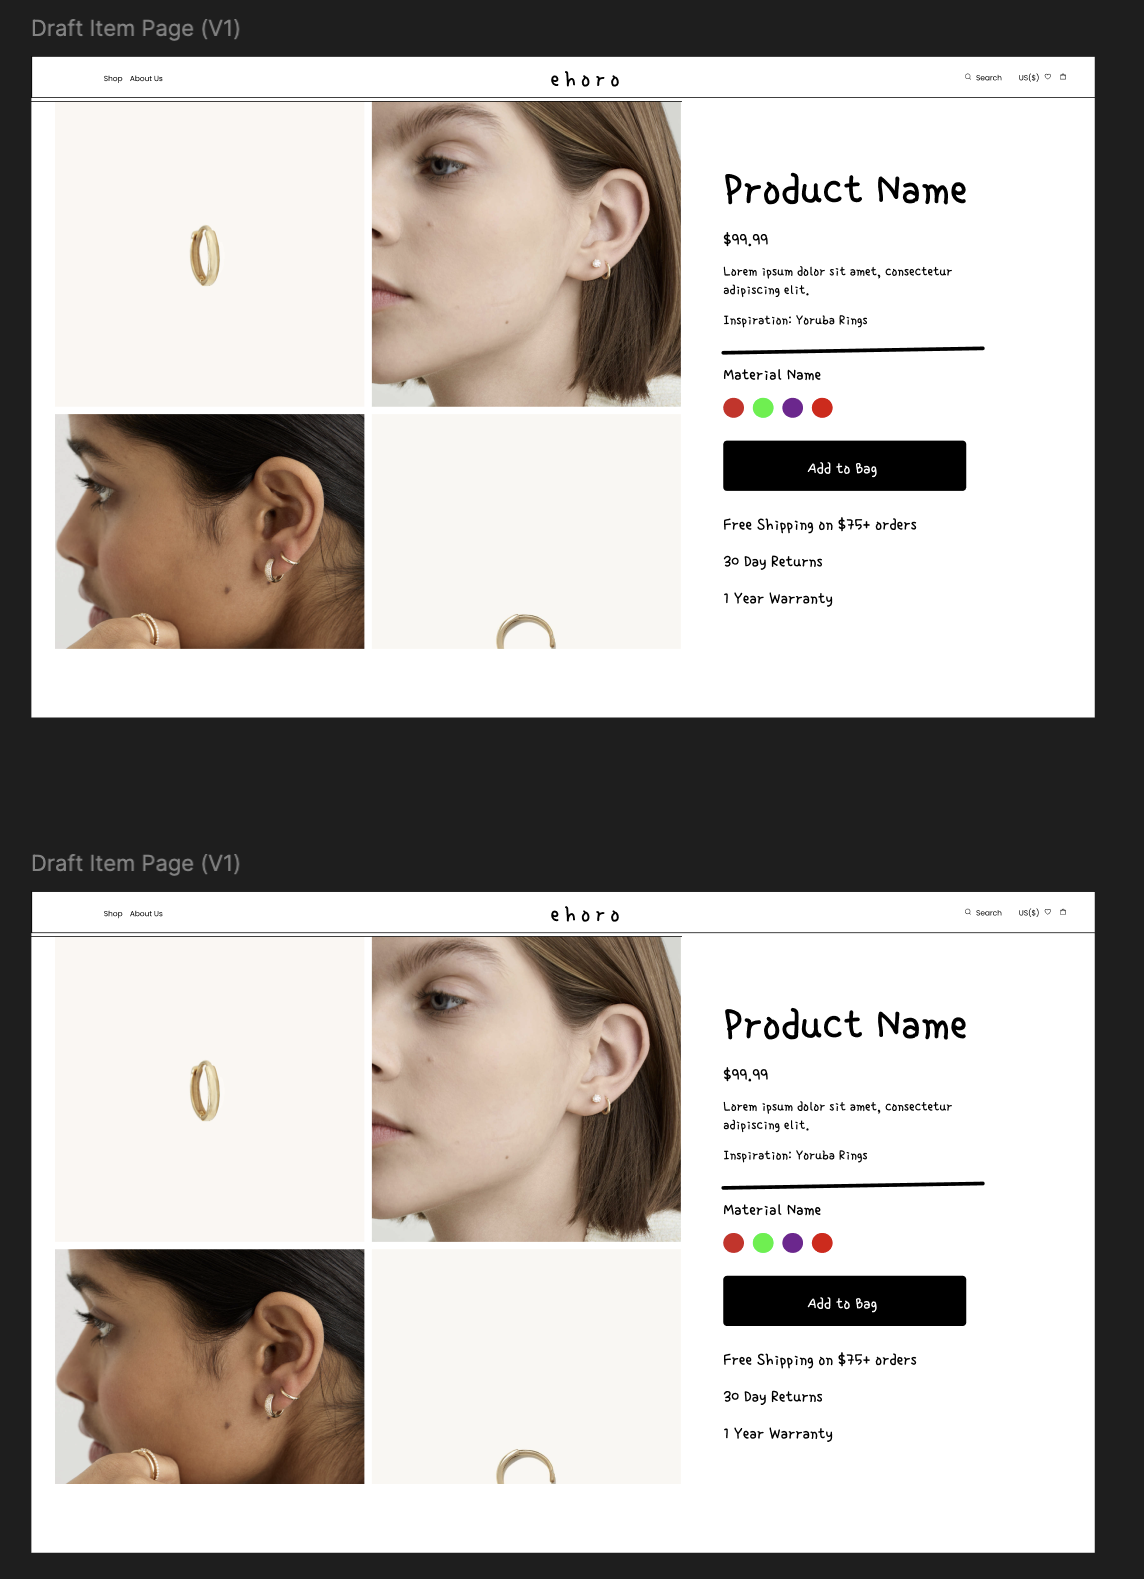 Draft Item Page (V1)
Shop About Us
ehoro
Search US($)
Product Name
$99.99
Lorem ipsum dolor sit amet, consectetur
adipiscing elit.
Inspiration: Yoruba Rings
Material Name
Add to Bag
Free Shipping on $75+ orders
30 Day Returns
1 Year Warranty
Draft Item Page (V1)
Shop About Us
ehoro
Search US($)
Product Name
$99.99
Lorem ipsum dolor sit amet, consectetur
adipiscing elit.
Inspiration: Yoruba Rings
Material Name
Add to Bag
Free Shipping on $75+ orders
30 Day Returns
1 Year Warranty